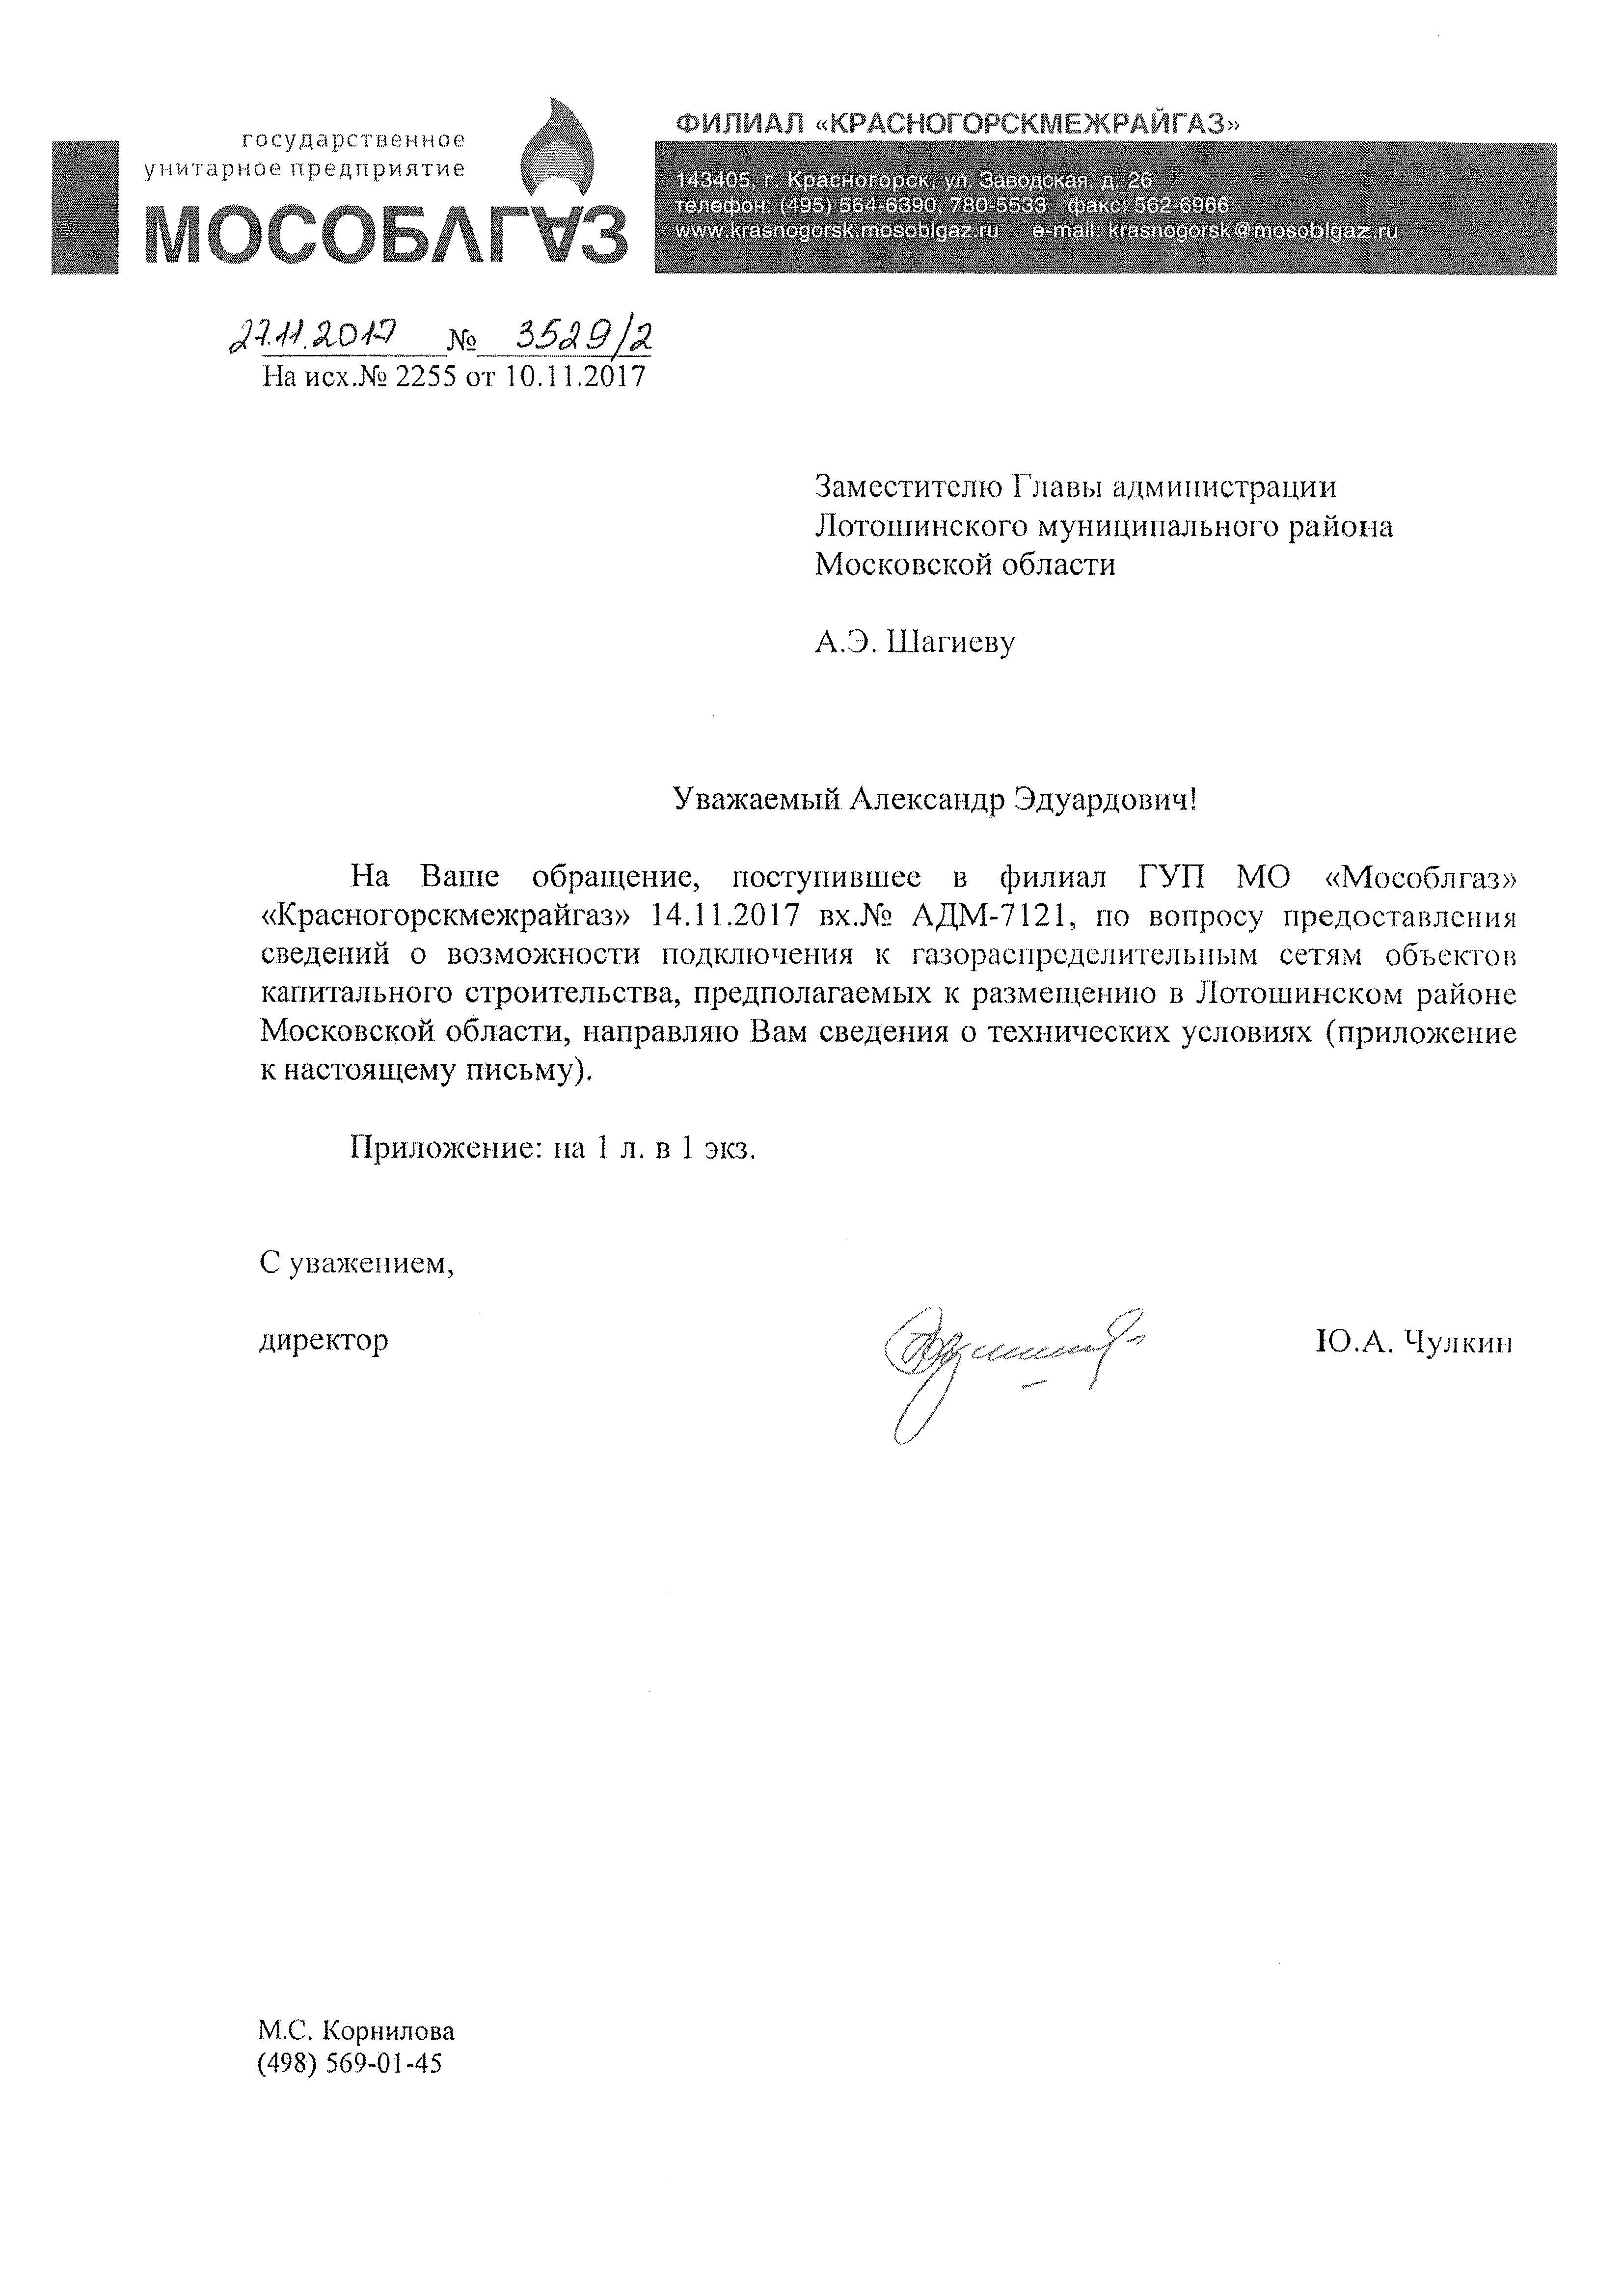 государственное
унитарное предприятие
МОСОБЛГАЗ
ФИЛИАЛ «КРАСНОГОРСКМЕЖРАЙГАЗ»
143405, г. Красногорск, ул. Заводская, д. 26
телефон: (495) 564-6390, 780-5533 факс: 562-6966
www.krasnogorsk.mosoblgaz.ru e-mail: krasnogorsk@mosoblgaz.ru
27.11.2017 № 3529/2
На исх.№ 2255 от 10.11.2017
Заместителю Главы администрации
Лотошинского муниципального района
Московской области
А.Э. Шагиеву
Уважаемый Александр Эдуардович!
На Ваше обращение, поступившее в филиал ГУП МО «Мособлгаз»
«Красногорскмежрайгаз» 14.11.2017 вх.№ АДМ-7121, по вопросу предоставления
сведений о возможности подключения к газораспределительным сетям объектов
капитального строительства, предполагаемых к размещению в Лотошинском районе
Московской области, направляю Вам сведения о технических условиях (приложение
к настоящему письму).
Приложение: на 1 л. в 1 экз.
С уважением,
директор Ю.А. Чулкин
М.С. Корнилова
(498) 569-01-45